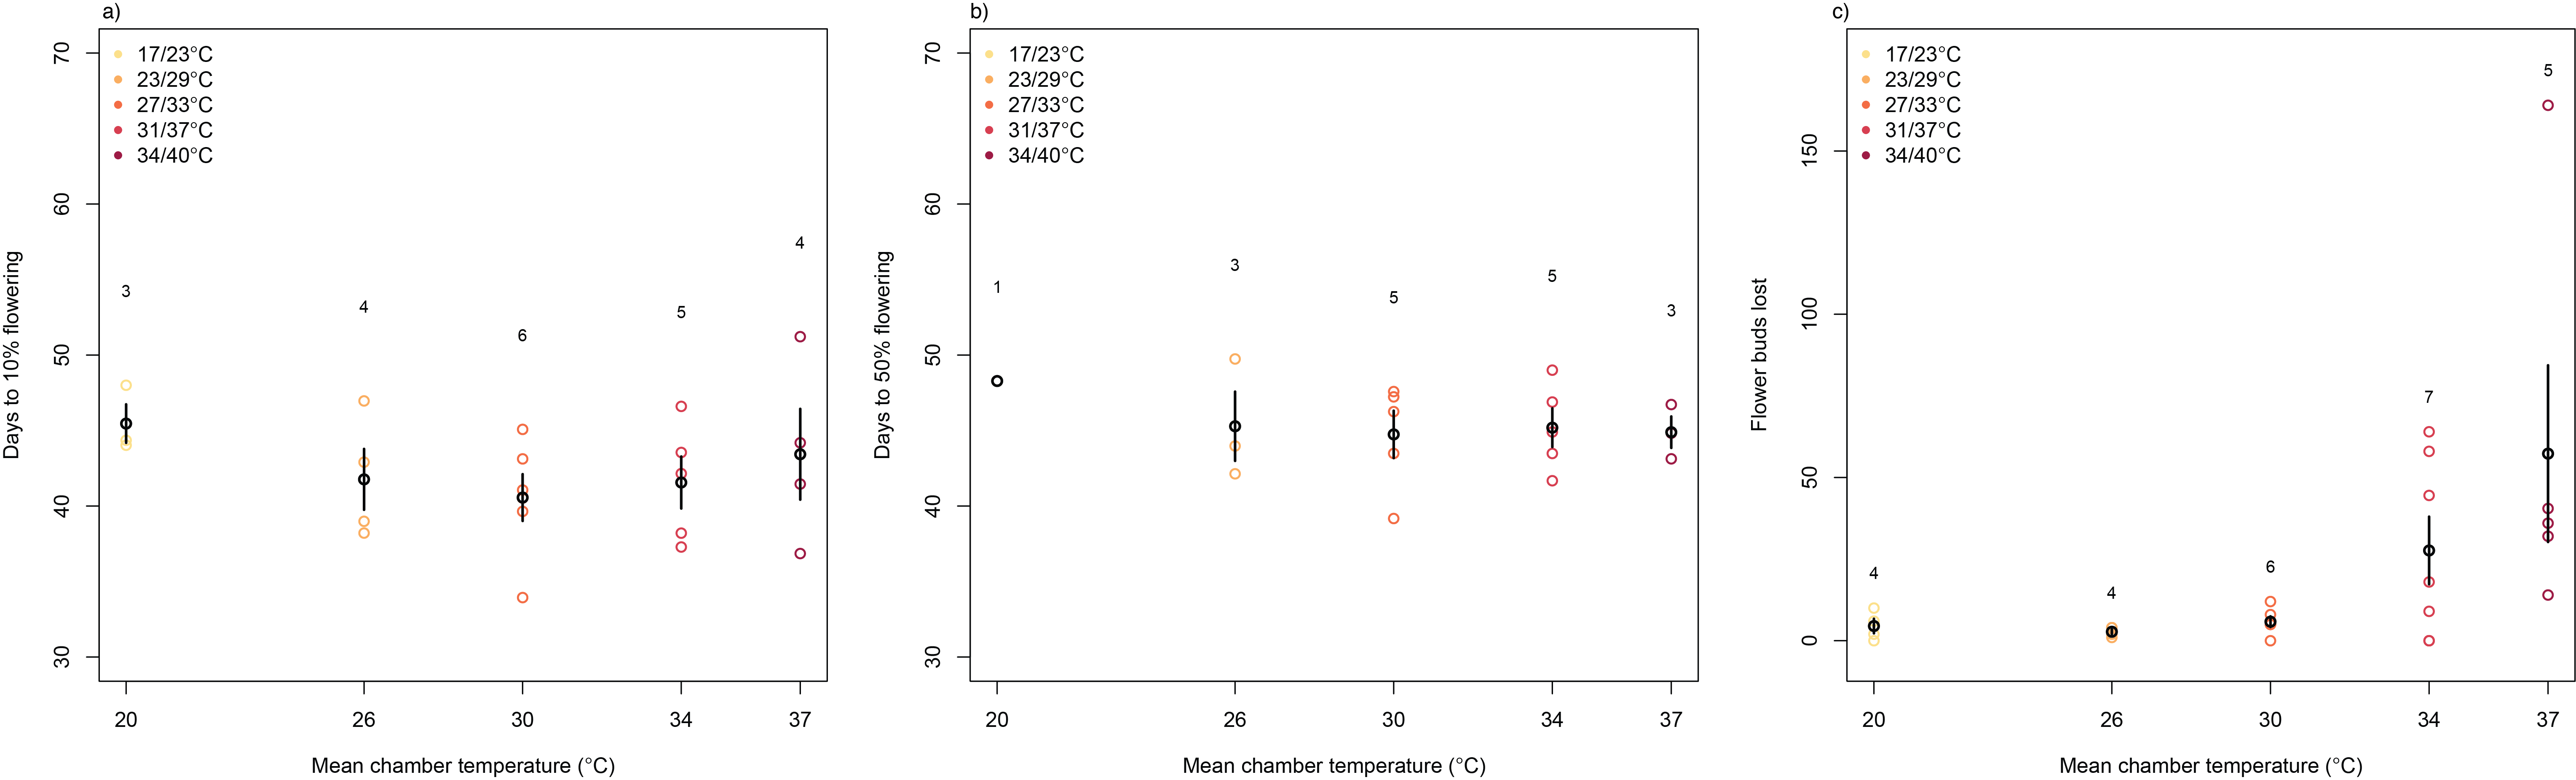 a)
70
60
50
40
30
Days to 10% flowering
17/23°C
23/29°C
27/33°C
31/37°C
34/40°C
3
4
6
5
4
20
26
30
34
37
Mean chamber temperature (°C)
b)
70
60
50
40
30
Days to 50% flowering
17/23°C
23/29°C
27/33°C
31/37°C
34/40°C
1
3
5
5
3
20
26
30
34
37
Mean chamber temperature (°C)
c)
150
100
50
0
Flower buds lost
17/23°C
23/29°C
27/33°C
31/37°C
34/40°C
4
4
6
7
5
20
26
30
34
37
Mean chamber temperature (°C)